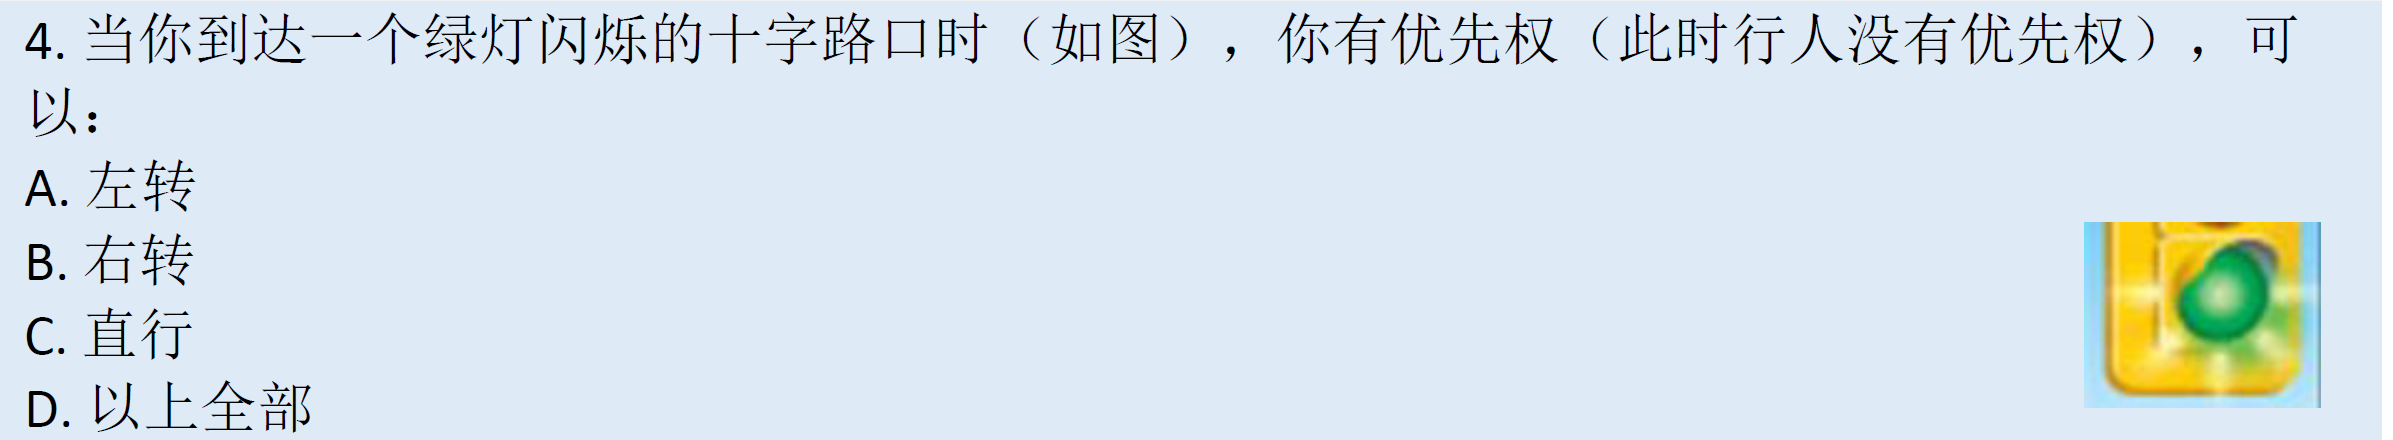 4. 当你到达一个绿灯闪烁的十字路口时（如图），你有优先权（此时行人没有优先权），可
以：
A. 左转
B. 右转
C. 直行
D. 以上全部